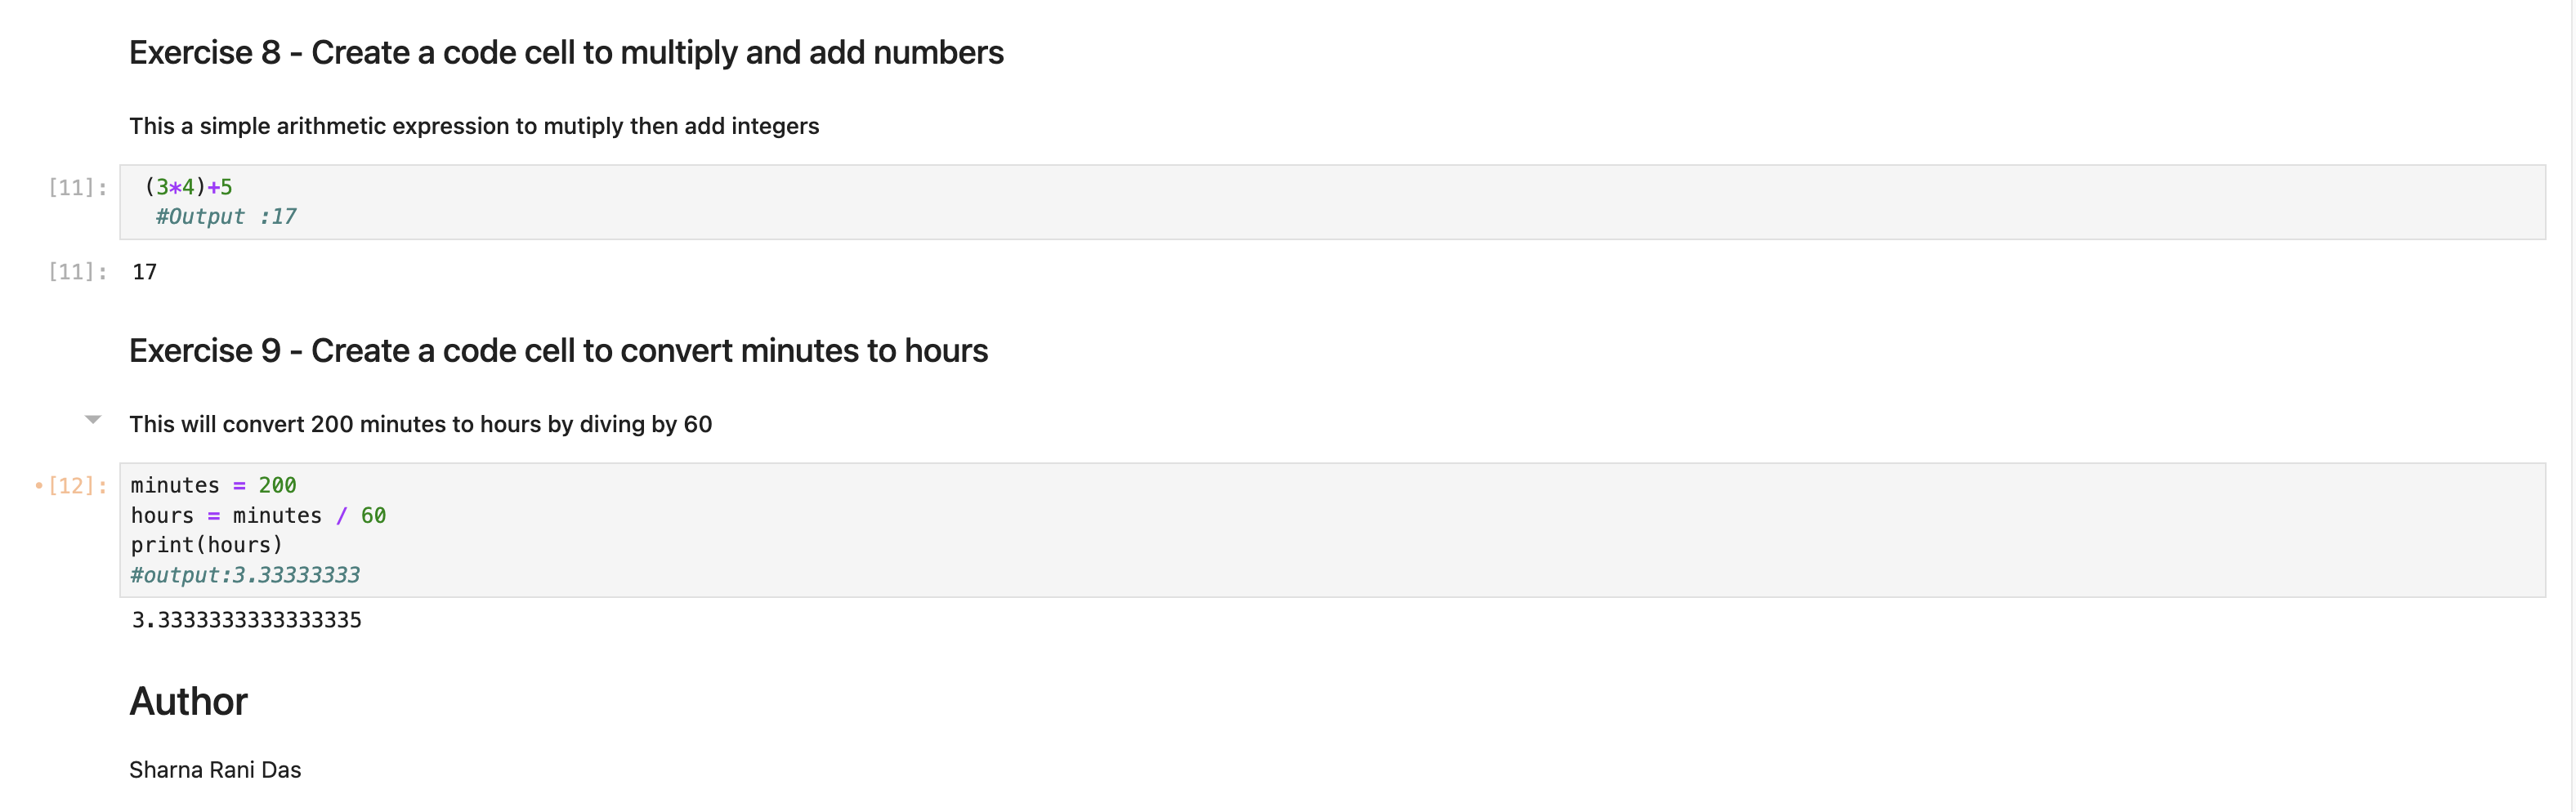 Exercise 8 - Create a code cell to multiply and add numbers
This a simple arithmetic expression to mutiply then add integers
[11]: (3*4)+5
#Output :17
[11]: 17
Exercise 9 - Create a code cell to convert minutes to hours
This will convert 200 minutes to hours by diving by 60
•[12]: minutes = 200
hours = minutes / 60
print(hours)
#output:3.33333333
3.3333333333333335
Author
Sharna Rani Das